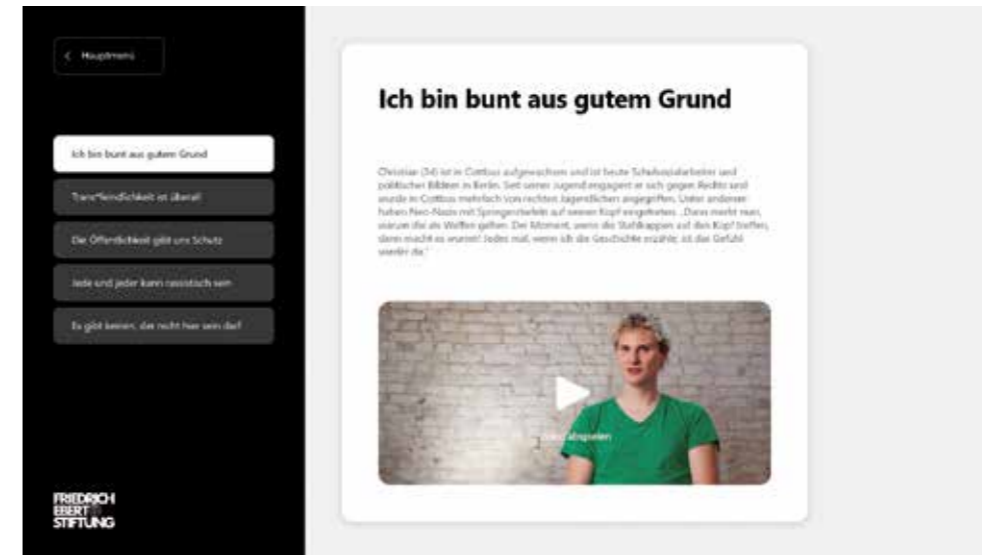 Hauptmenü
Ich bin bunt aus gutem Grund
Trans*feindlichkeit ist überall
Die Öffentlichkeit gibt uns Schutz
Jede und jeder kann rassistisch sein
Es gibt keinen, der nicht hier sein darf
FRIEDRICH
EBERT
STIFTUNG
Ich bin bunt aus gutem Grund
Christian (34) ist in Cottbus aufgewachsen und ist heute Schulsozialarbeiter und
politischer Bildner in Berlin. Seit seiner Jugend engagiert er sich gegen Rechts und
wurde in Cottbus mehrfach von rechten Jugendlichen angegriffen. Unter anderem
haben Neo-Nazis mit Springerstiefeln auf seinen Kopf eingetreten. „Dann merkt man,
warum die als Waffen gelten. Der Moment, wenn die Stahlkappen auf den Kopf treffen,
dann macht es wumm! Jedes mal, wenn ich die Geschichte erzähle, ist das Gefühl
wieder da."
abspielen